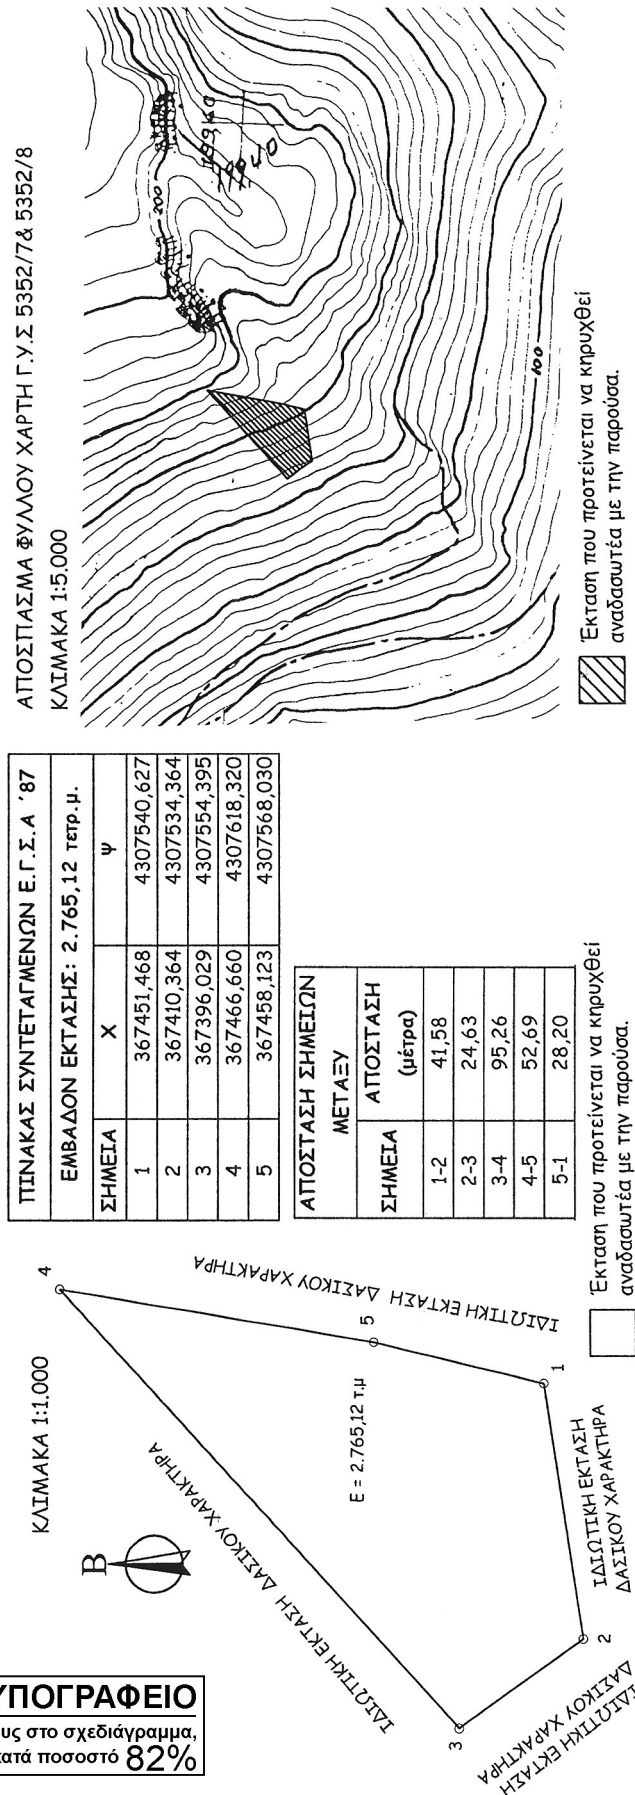 ΑΠΟΣΠΑΣΜΑ ΦΥΛΛΟΥ ΧΑΡΤΗ Γ.Υ.Σ 5352/7& 5352/8
ΚΛΙΜΑΚΑ 1:5.000
200
100
Έκταση που προτείνεται να κηρυχθεί
αναδασωτέα με την παρούσα.
ΠΙΝΑΚΑΣ ΣΥΝΤΕΤΑΓΜΕΝΩΝ Ε.Γ.Σ.Α '87
ΕΜΒΑΔΟΝ ΕΚΤΑΣΗΣ: 2.765,12 τετρ.μ.
ΣΗΜΕΙΑ Χ Ψ
1 367451,468 4307540,627
2 367410,364 4307534,364
3 367396,029 4307554,395
4 367466,660 4307618,320
5 367458,123 4307568,030
ΑΠΟΣΤΑΣΗ ΣΗΜΕΙΩΝ
ΜΕΤΑΞΥ
ΣΗΜΕΙΑ ΑΠΟΣΤΑΣΗ
(μέτρα)
1-2 41,58
2-3 24,63
3-4 95,26
4-5 52,69
5-1 28,20
Έκταση που προτείνεται να κηρυχθεί
αναδασωτέα με την παρούσα.
ΚΛΙΜΑΚΑ 1:1.000
Β
4
ΙΔΙΩΤΙΚΗ ΕΚΤΑΣΗ ΔΑΣΙΚΟΥ ΧΑΡΑΚΤΗΡΑ
ΙΔΙΩΤΙΚΗ ΕΚΤΑΣΗ ΔΑΣΙΚΟΥ ΧΑΡΑΚΤΗΡΑ
5
Ε = 2.765,12 τ.μ
1
ΙΔΙΩΤΙΚΗ ΕΚΤΑΣΗ
ΔΑΣΙΚΟΥ ΧΑΡΑΚΤΗΡΑ
2
3
ΙΔΙΩΤΙΚΗ ΕΚΤΑΣΗ
ΔΑΣΙΚΟΥ ΧΑΡΑΚΤΗΡΑ
ΥΠΟΓΡΑΦΕΙΟ
στο σχεδιάγραμμα,
κατά ποσοστό 82%